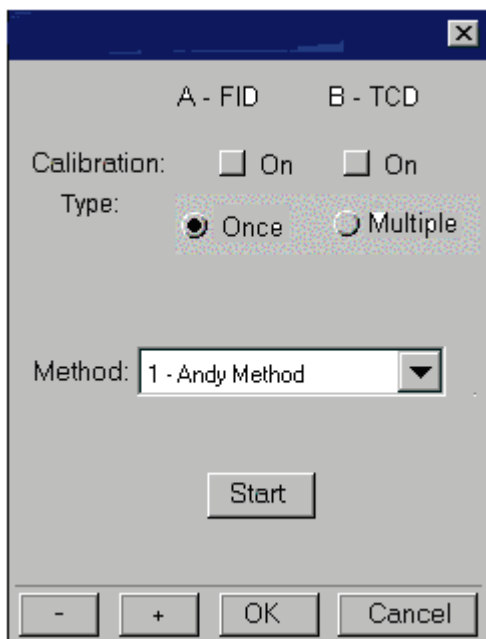 A - FID B - TCD
Calibration: On On
Type: Once Multiple
Method: 1 - Andy Method
Start
- + OK Cancel